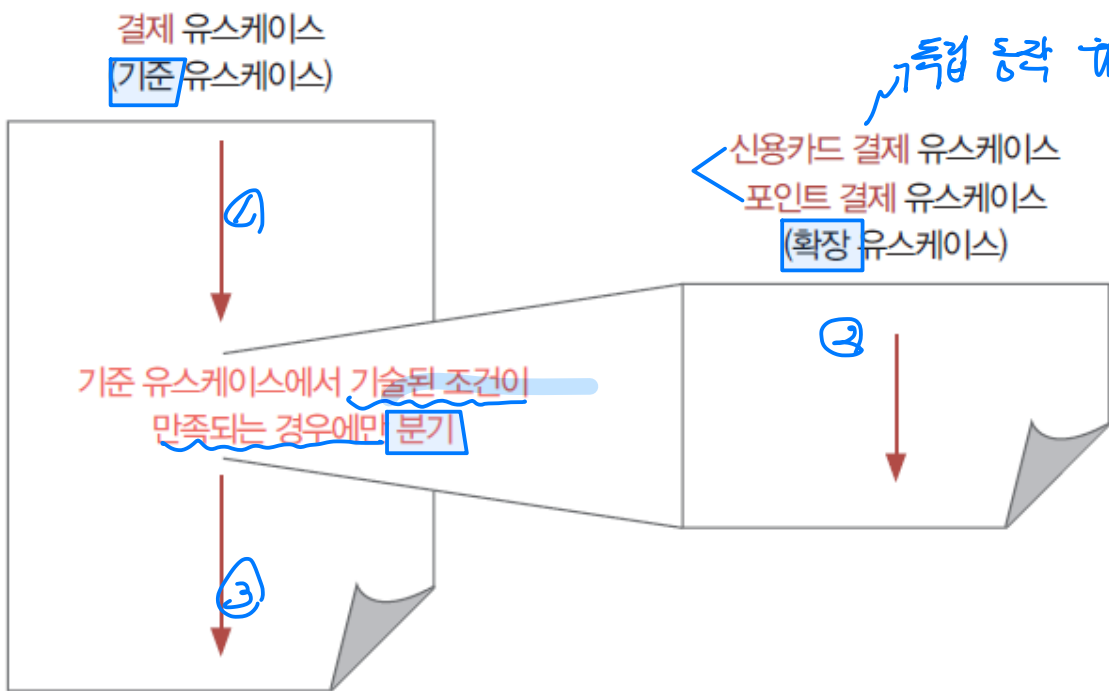 결제 유스케이스
(기준 유스케이스)
독립 동작
신용카드 결제 유스케이스
포인트 결제 유스케이스
(확장 유스케이스)
①
②
기준 유스케이스에서 기술된 조건이
만족되는 경우에만 분기
③